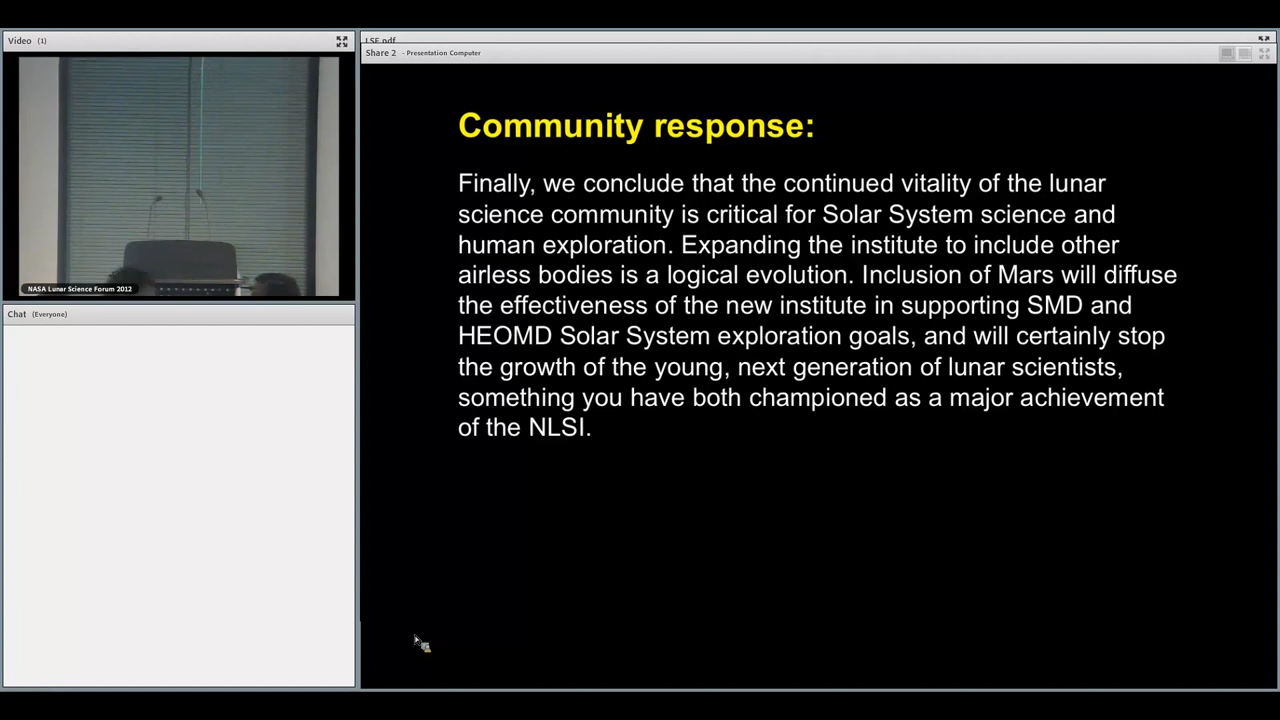 Video (1)
NASA Lunar Science Forum 2012
Chat (Everyone)
LSF.pdf
Share 2 - Presentation Computer
Community response:
Finally, we conclude that the continued vitality of the lunar
science community is critical for Solar System science and
human exploration. Expanding the institute to include other
airless bodies is a logical evolution. Inclusion of Mars will diffuse
the effectiveness of the new institute in supporting SMD and
HEOMD Solar System exploration goals, and will certainly stop
the growth of the young, next generation of lunar scientists,
something you have both championed as a major achievement
of the NLSI.